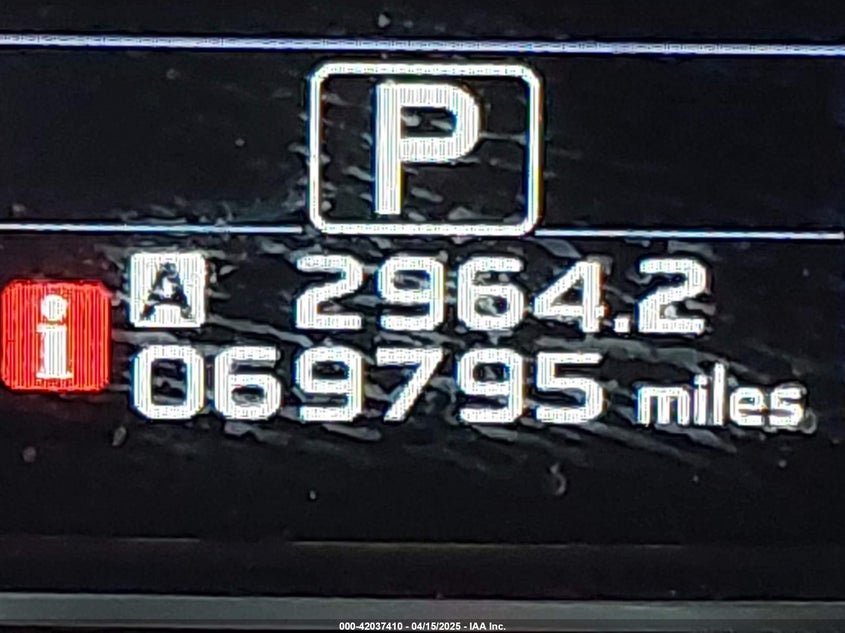 P
A 2964.2
i
069795 miles
000-42037410 - 04/15/2025 - IAA Inc.